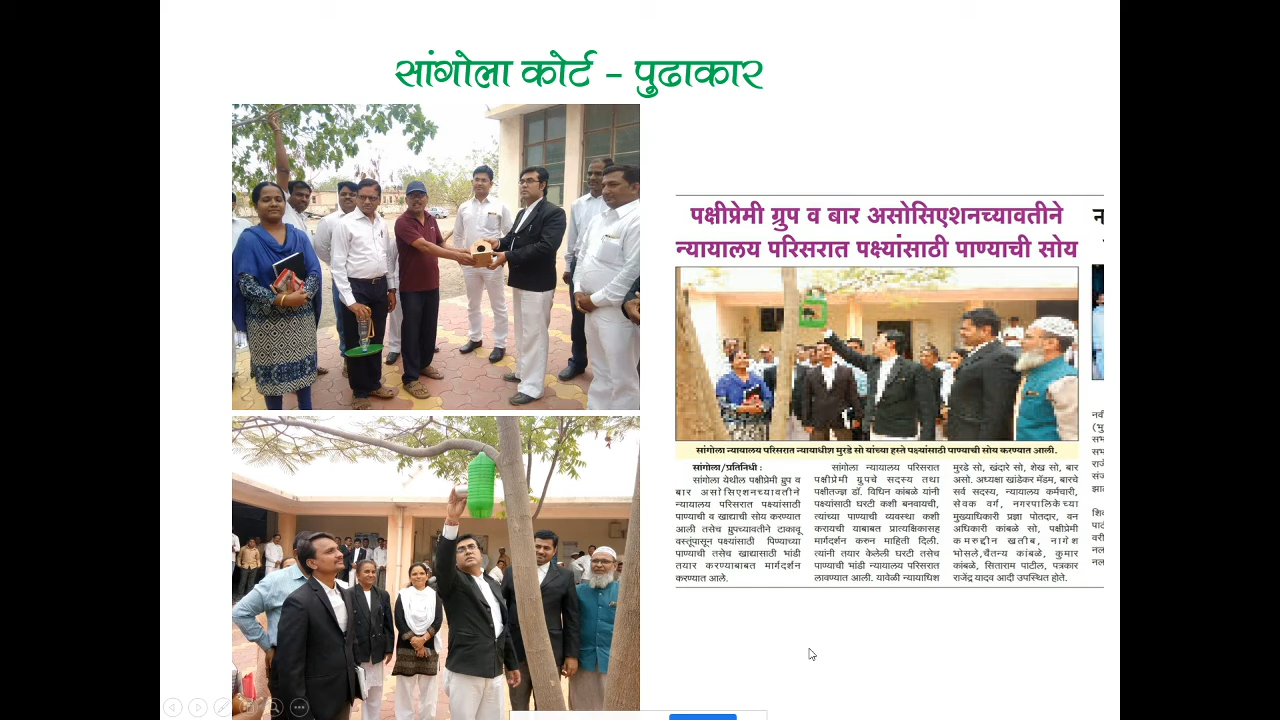 सांगोला कोर्ट - पुढाकार
पक्षीप्रेमी ग्रुप व बार असोसिएशनच्यावतीने
न्यायालय परिसरात पक्ष्यांसाठी पाण्याची सोय
सांगोला न्यायालय परिसरात न्यायाधीश मुरडे सो यांच्या हस्ते पक्ष्यांसाठी पाण्याची सोय करण्यात आली.
सांगोला/प्रतिनिधी :
सांगोला येथील पक्षीप्रेमी ग्रुप व
बार असोसिएशनच्यावतीने
न्यायालय परिसरात पक्ष्यांसाठी
पाण्याची व खाद्याची सोय करण्यात
आली तसेच ग्रुपच्यावतीने टाकावू
वस्तूंपासून पक्ष्यांसाठी पिण्याच्या
पाण्याची तसेच खाद्यासाठी भांडी
तयार करण्याबाबत मार्गदर्शन
करण्यात आले.
सांगोला न्यायालय परिसरात
पक्षीप्रेमी ग्रुपचे सदस्य तथा
पक्षीतज्ज्ञ डॉ. विधिन कांबळे यांनी
पक्ष्यांसाठी घरटी कशी बनवायची,
त्यांच्या पाण्याची व्यवस्था कशी
करायची याबाबत प्रात्यक्षिकासह
मार्गदर्शन करुन माहिती दिली.
त्यांनी तयार केलेली घरटी तसेच
पाण्याची भांडी न्यायालय परिसरात
लावण्यात आली. यावेळी न्यायाधिश
मुरडे सो, खंदारे सो, शेख सो, बार
असो. अध्यक्षा खांडेकर मॅडम, बारचे
सर्व सदस्य, न्यायालय कर्मचारी,
सेवक वर्ग, नगरपालिकेच्या
मुख्याधिकारी प्रज्ञा पोतदार, वन
अधिकारी कांबळे सो, पक्षीप्रेमी
कमरुद्दीन खतीब, नागेश
भोसले,चैतन्य कांबळे, कुमार
कांबळे, सिताराम पाटील, पत्रकार
राजेंद्र यादव आदी उपस्थित होते.